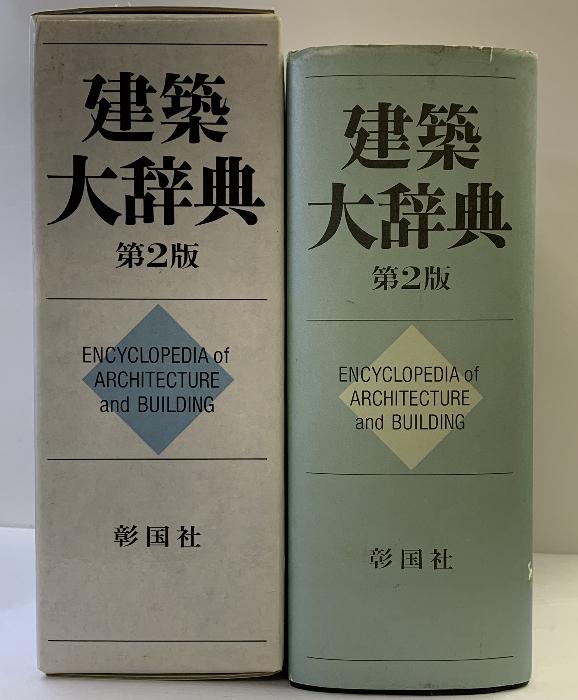 建築
大辞典
第2版
ENCYCLOPEDIA of
ARCHITECTURE
and BUILDING
彰国社
建築
大辞典
第2版
ENCYCLOPEDIA of
ARCHITECTURE
and BUILDING
彰国社